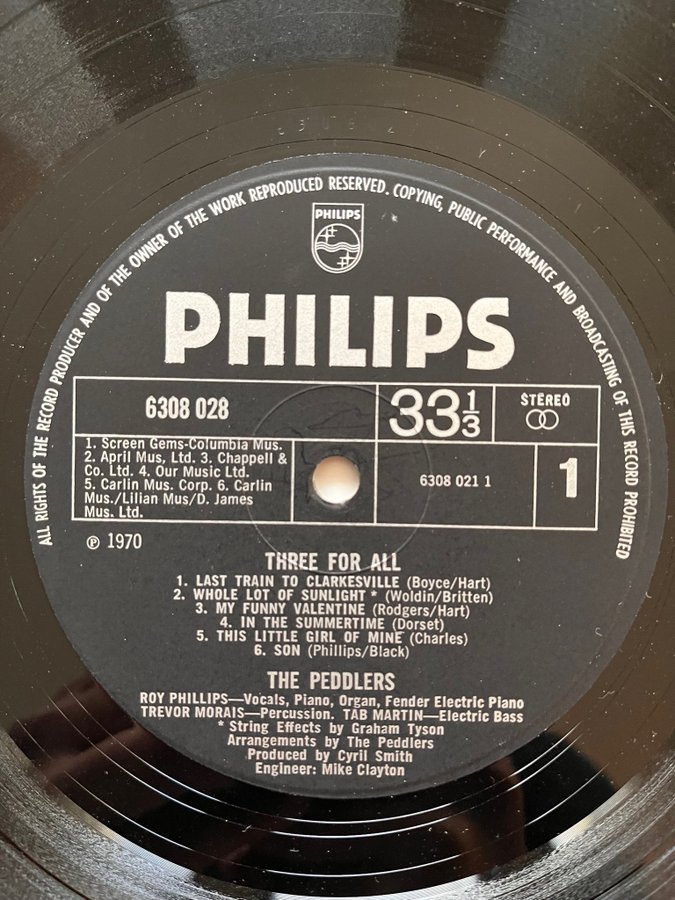 ALL RIGHTS OF THE RECORD PRODUCER AND OF THE OWNER OF THE WORK REPRODUCED RESERVED. COPYING, PUBLIC PERFORMANCE AND BROADCASTING OF THIS RECORD PROHIBITED
PHILIPS
PHILIPS
6308 028
33 1/3
STEREO
1. Screen Gems-Columbia Mus.
2. April Mus, Ltd. 3. Chappell &
Co. Ltd. 4. Our Music Ltd.
5. Carlin Mus. Corp. 6. Carlin
Mus./Lilian Mus/D. James
Mus. Ltd.
6308 021 1
1
℗ 1970
THREE FOR ALL
1. LAST TRAIN TO CLARKESVILLE (Boyce/Hart)
2. WHOLE LOT OF SUNLIGHT * (Woldin/Britten)
3. MY FUNNY VALENTINE (Rodgers/Hart)
4. IN THE SUMMERTIME (Dorset)
5. THIS LITTLE GIRL OF MINE (Charles)
6. SON (Phillips/Black)
THE PEDDLERS
ROY PHILLIPS—Vocals, Piano, Organ, Fender Electric Piano
TREVOR MORAIS—Percussion. TAB MARTIN—Electric Bass
* String Effects by Graham Tyson
Arrangements by The Peddlers
Produced by Cyril Smith
Engineer: Mike Clayton